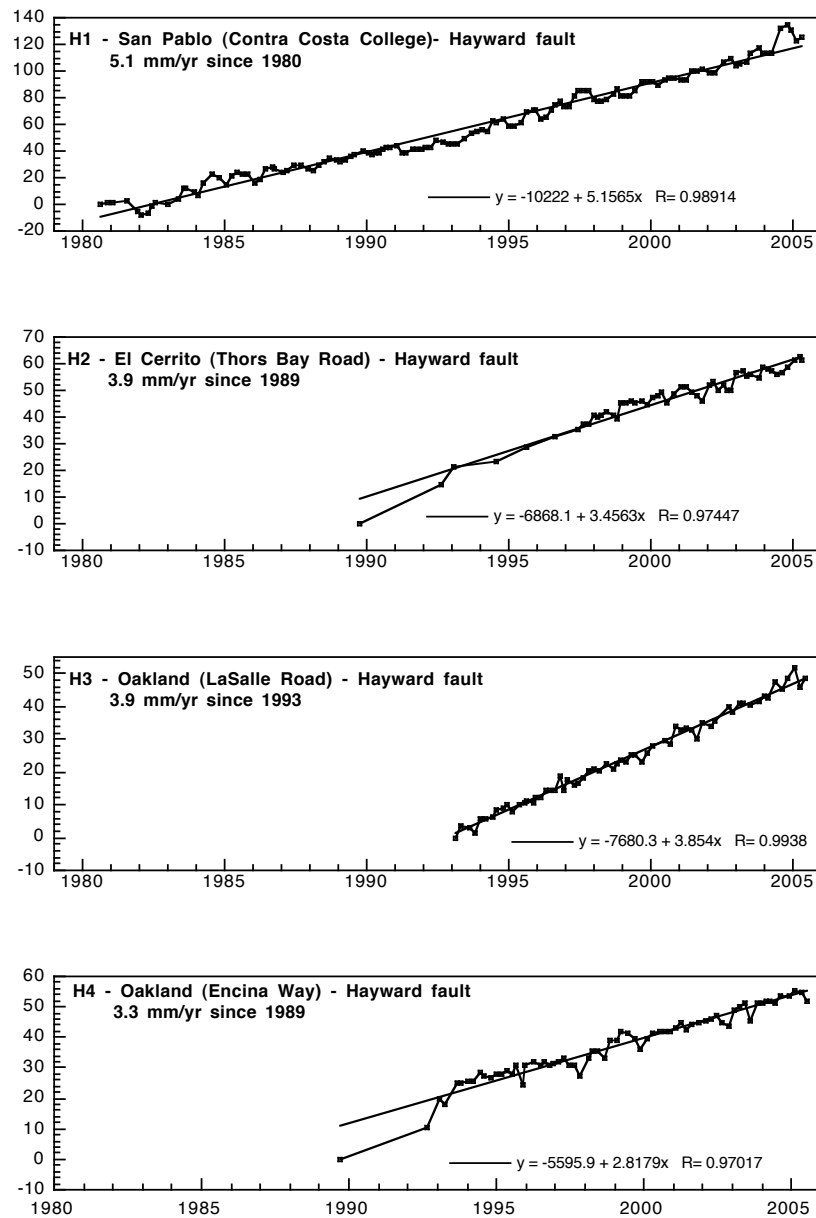 140
120
100
80
60
40
20
0
-20
H1 - San Pablo (Contra Costa College)- Hayward fault
5.1 mm/yr since 1980
y = -10222 + 5.1565x R= 0.98914
1980 1985 1990 1995 2000 2005
70
60
50
40
30
20
10
0
-10
H2 - El Cerrito (Thors Bay Road) - Hayward fault
3.9 mm/yr since 1989
y = -6868.1 + 3.4563x R= 0.97447
1980 1985 1990 1995 2000 2005
50
40
30
20
10
0
-10
H3 - Oakland (LaSalle Road) - Hayward fault
3.9 mm/yr since 1993
y = -7680.3 + 3.854x R= 0.9938
1980 1985 1990 1995 2000 2005
60
50
40
30
20
10
0
-10
H4 - Oakland (Encina Way) - Hayward fault
3.3 mm/yr since 1989
y = -5595.9 + 2.8179x R= 0.97017
1980 1985 1990 1995 2000 2005